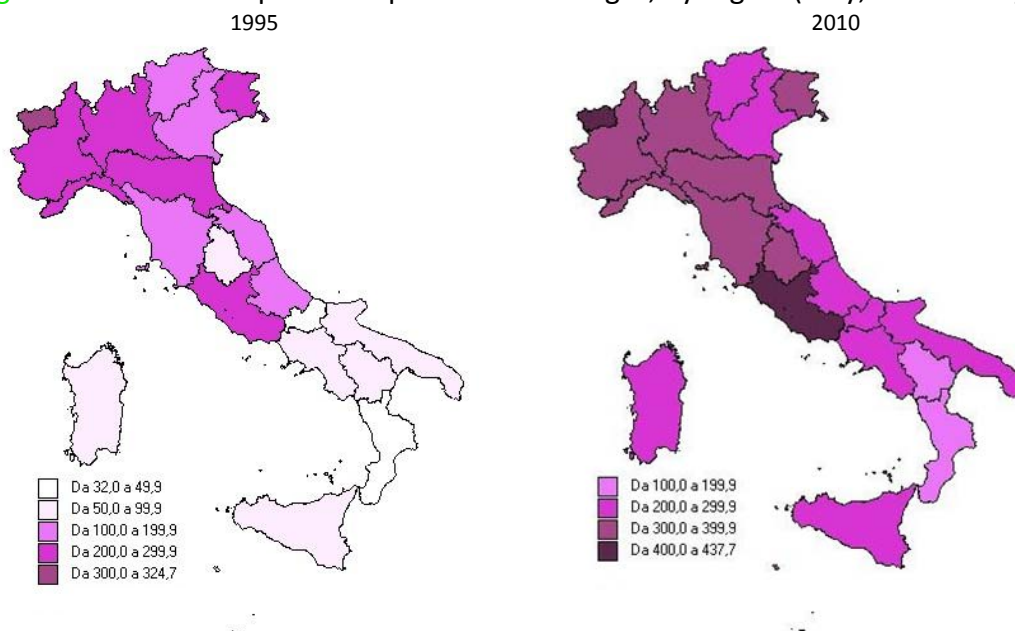 1995
2010
Da 32,0 a 49,9
Da 50,0 a 99,9
Da 100,0 a 199,9
Da 200,0 a 299,9
Da 300,0 a 324,7
Da 100,0 a 199,9
Da 200,0 a 299,9
Da 300,0 a 399,9
Da 400,0 a 437,7